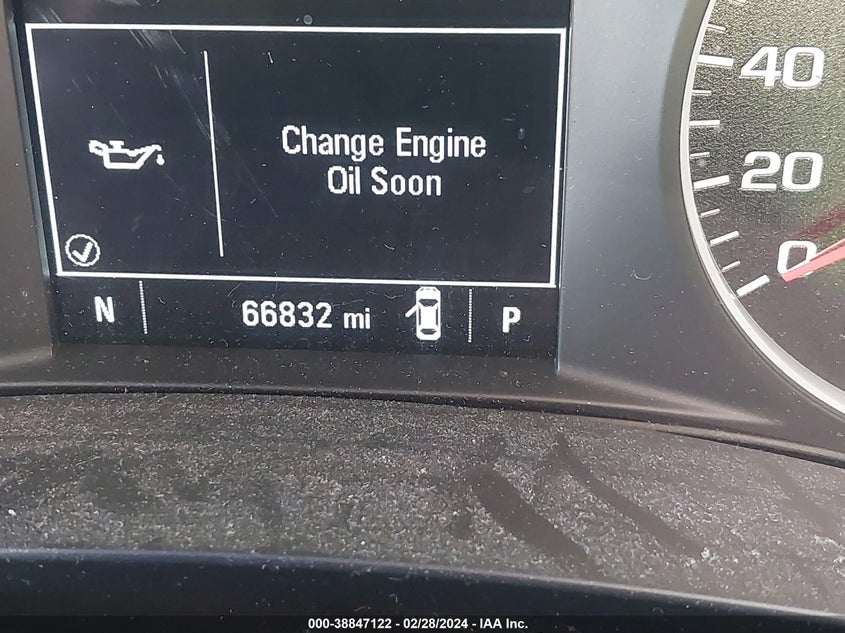 Change Engine
Oil Soon
N 66832 mi P
40
20
0
000-38847122 - 02/28/2024 - IAA Inc.